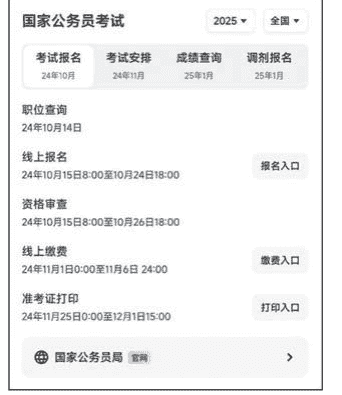 国家公务员考试
2025 全国
考试报名 考试安排 成绩查询 调剂报名
24年10月 24年11月 25年1月 25年1月
职位查询
24年10月14日
线上报名
24年10月15日8:00至10月24日18:00
报名入口
资格审查
24年10月15日8:00至10月26日18:00
线上缴费
24年11月1日0:00至11月6日 24:00
缴费入口
准考证打印
24年11月25日0:00至12月1日15:00
打印入口
国家公务员局 官网